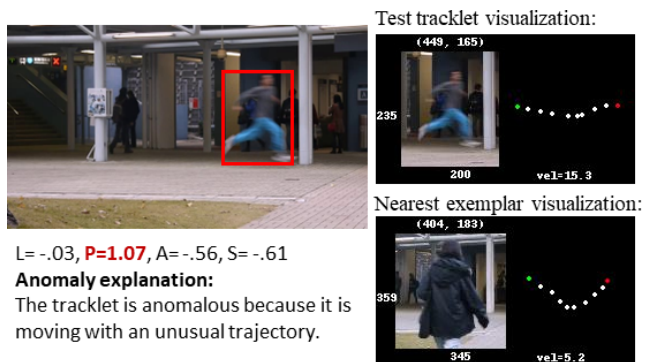 Test tracklet visualization:
(449, 165)
235
200
vel=15.3
Nearest exemplar visualization:
(404, 183)
359
345
vel=5.2
L= -.03, P=1.07, A= -.56, S= -.61
Anomaly explanation:
The tracklet is anomalous because it is
moving with an unusual trajectory.